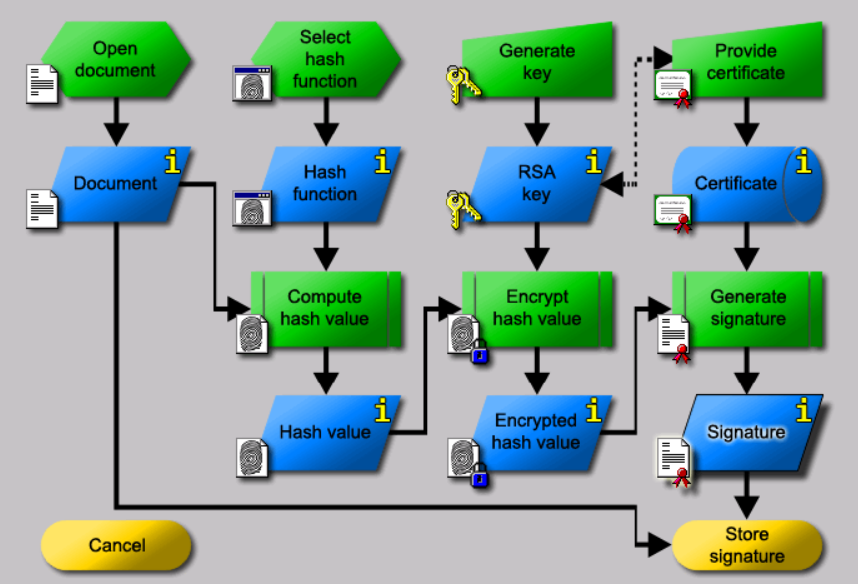 Open
document
Select
hash
function
Generate
key
Provide
certificate
Document
i
Hash
function
i
RSA
key
i
Certificate
i
Compute
hash value
Encrypt
hash value
Generate
signature
Hash value
i
Encrypted
hash value
i
Signature
i
Cancel
Store
signature